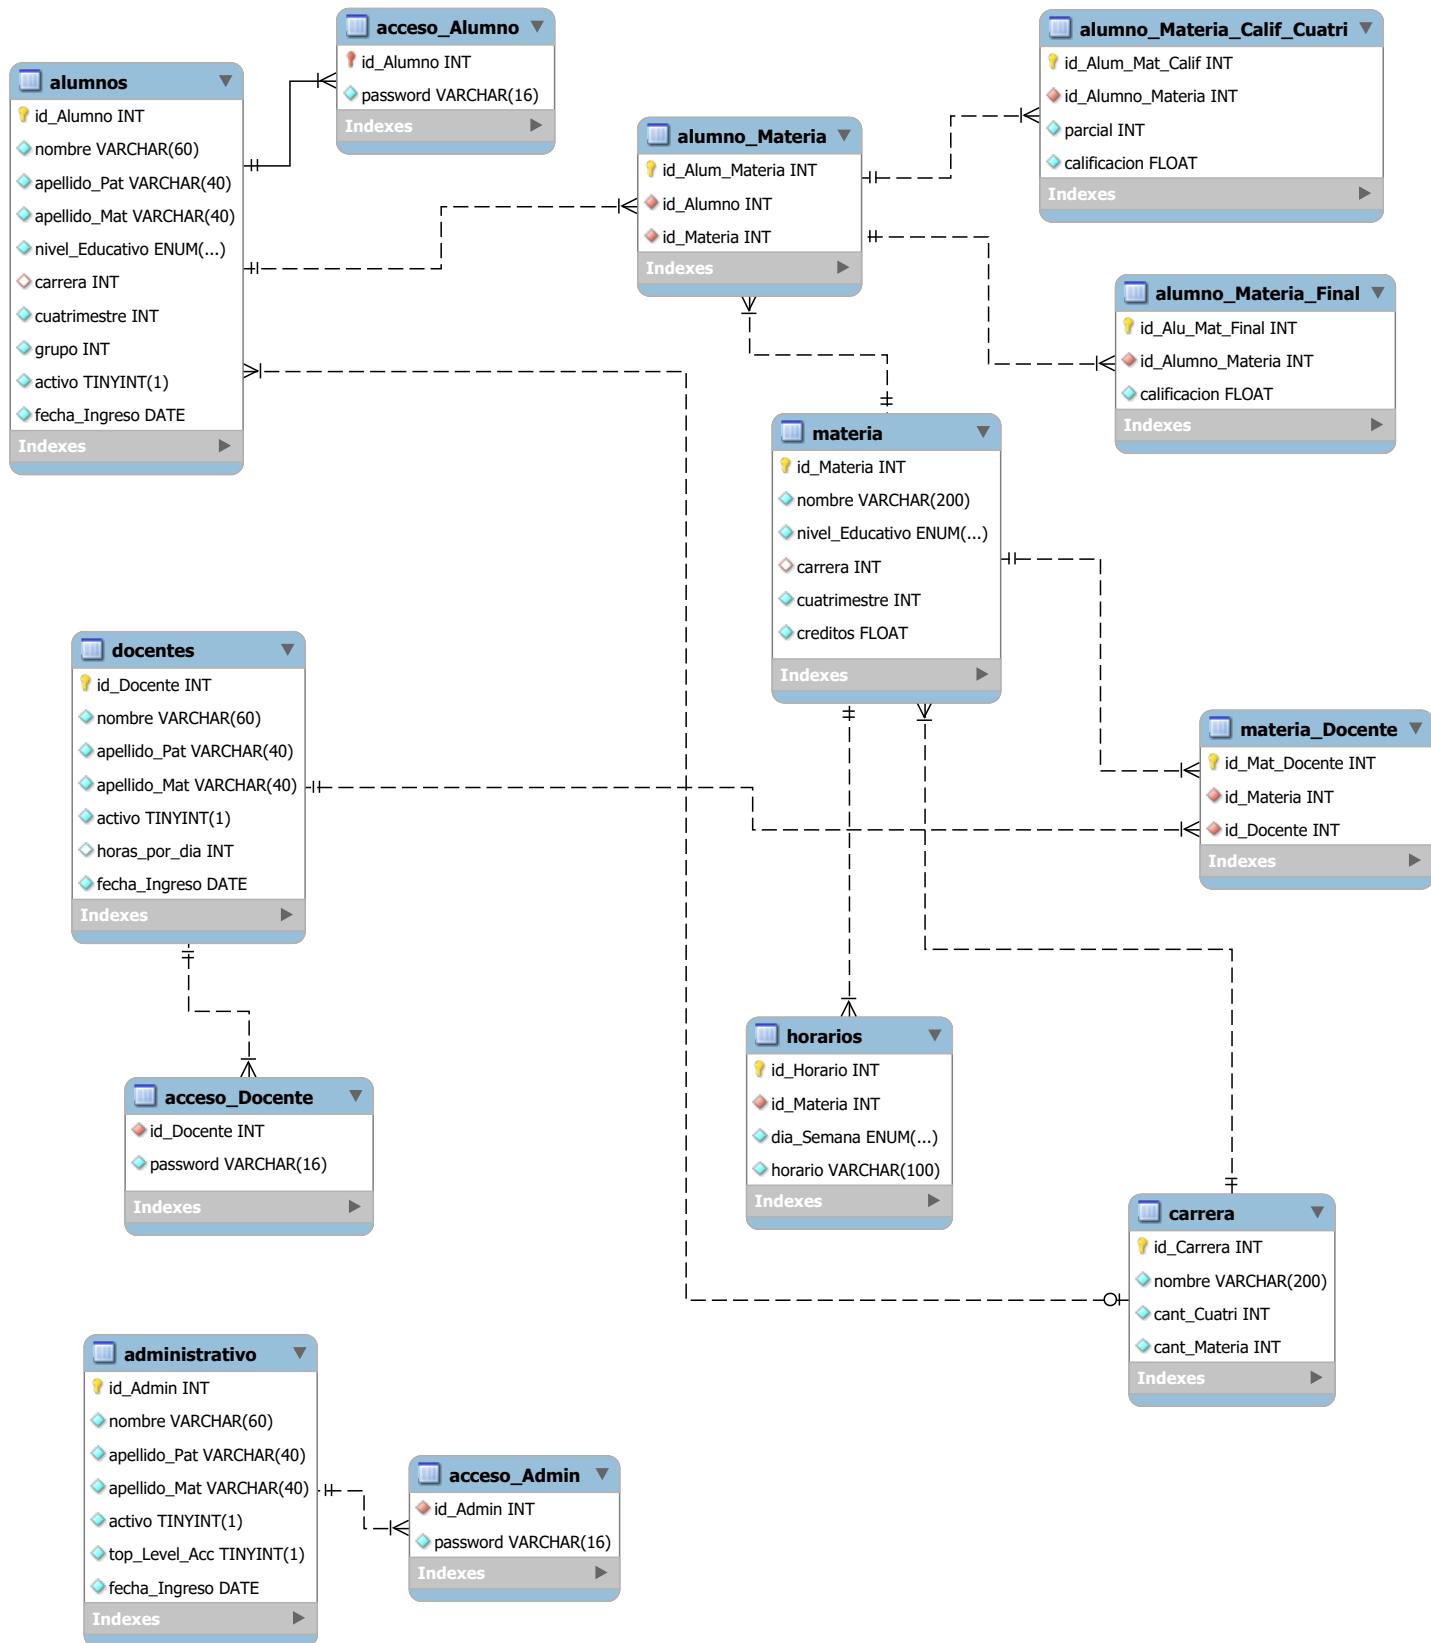 alumnos
id_Alumno INT
nombre VARCHAR(60)
apellido_Pat VARCHAR(40)
apellido_Mat VARCHAR(40)
nivel_Educativo ENUM(...)
carrera INT
cuatrimestre INT
grupo INT
activo TINYINT(1)
fecha_Ingreso DATE
Indexes
acceso_Alumno
id_Alumno INT
password VARCHAR(16)
Indexes
alumno_Materia
id_Alum_Materia INT
id_Alumno INT
id_Materia INT
Indexes
alumno_Materia_Calif_Cuatri
id_Alum_Mat_Calif INT
id_Alumno_Materia INT
parcial INT
calificacion FLOAT
Indexes
alumno_Materia_Final
id_Alu_Mat_Final INT
id_Alumno_Materia INT
calificacion FLOAT
Indexes
materia
id_Materia INT
nombre VARCHAR(200)
nivel_Educativo ENUM(...)
carrera INT
cuatrimestre INT
creditos FLOAT
Indexes
docentes
id_Docente INT
nombre VARCHAR(60)
apellido_Pat VARCHAR(40)
apellido_Mat VARCHAR(40)
activo TINYINT(1)
horas_por_dia INT
fecha_Ingreso DATE
Indexes
materia_Docente
id_Mat_Docente INT
id_Materia INT
id_Docente INT
Indexes
acceso_Docente
id_Docente INT
password VARCHAR(16)
Indexes
horarios
id_Horario INT
id_Materia INT
dia_Semana ENUM(...)
horario VARCHAR(100)
Indexes
carrera
id_Carrera INT
nombre VARCHAR(200)
cant_Cuatri INT
cant_Materia INT
Indexes
administrativo
id_Admin INT
nombre VARCHAR(60)
apellido_Pat VARCHAR(40)
apellido_Mat VARCHAR(40)
activo TINYINT(1)
top_Level_Acc TINYINT(1)
fecha_Ingreso DATE
Indexes
acceso_Admin
id_Admin INT
password VARCHAR(16)
Indexes